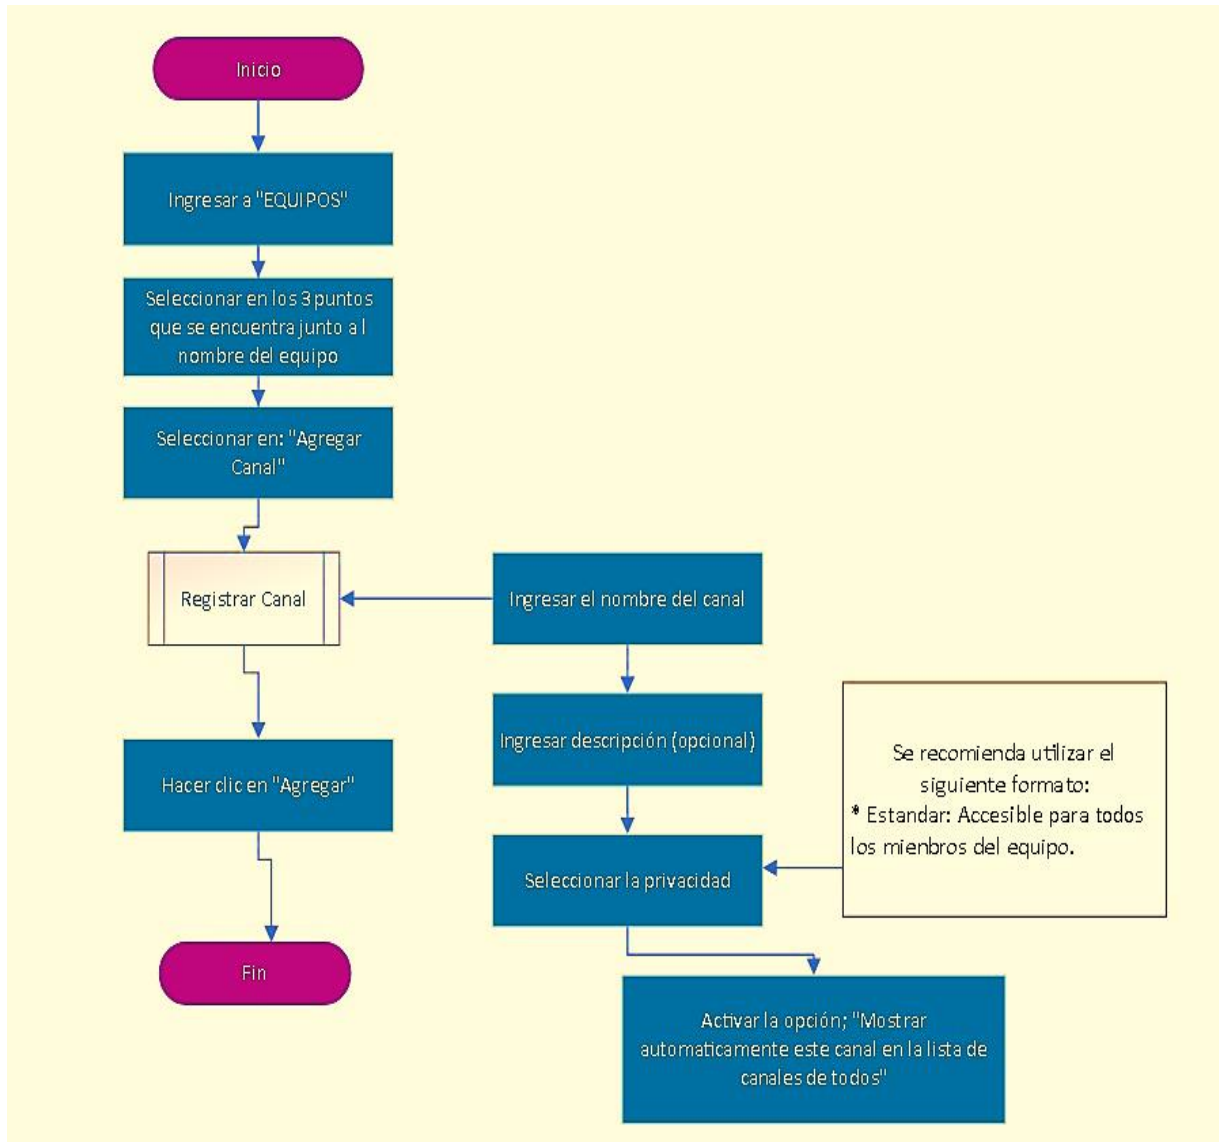 Inicio
Ingresar a "EQUIPOS"
Seleccionar en los 3 puntos
que se encuentra junto a l
nombre del equipo
Seleccionar en: "Agregar
Canal"
Registrar Canal
Hacer clic en "Agregar"
Fin
Ingresar el nombre del canal
Ingresar descripción (opcional)
Seleccionar la privacidad
Se recomienda utilizar el
siguiente formato:
* Estandar: Accesible para todos
los mienbros del equipo.
Activar la opción; "Mostrar
automaticamente este canal en la lista de
canales de todos"